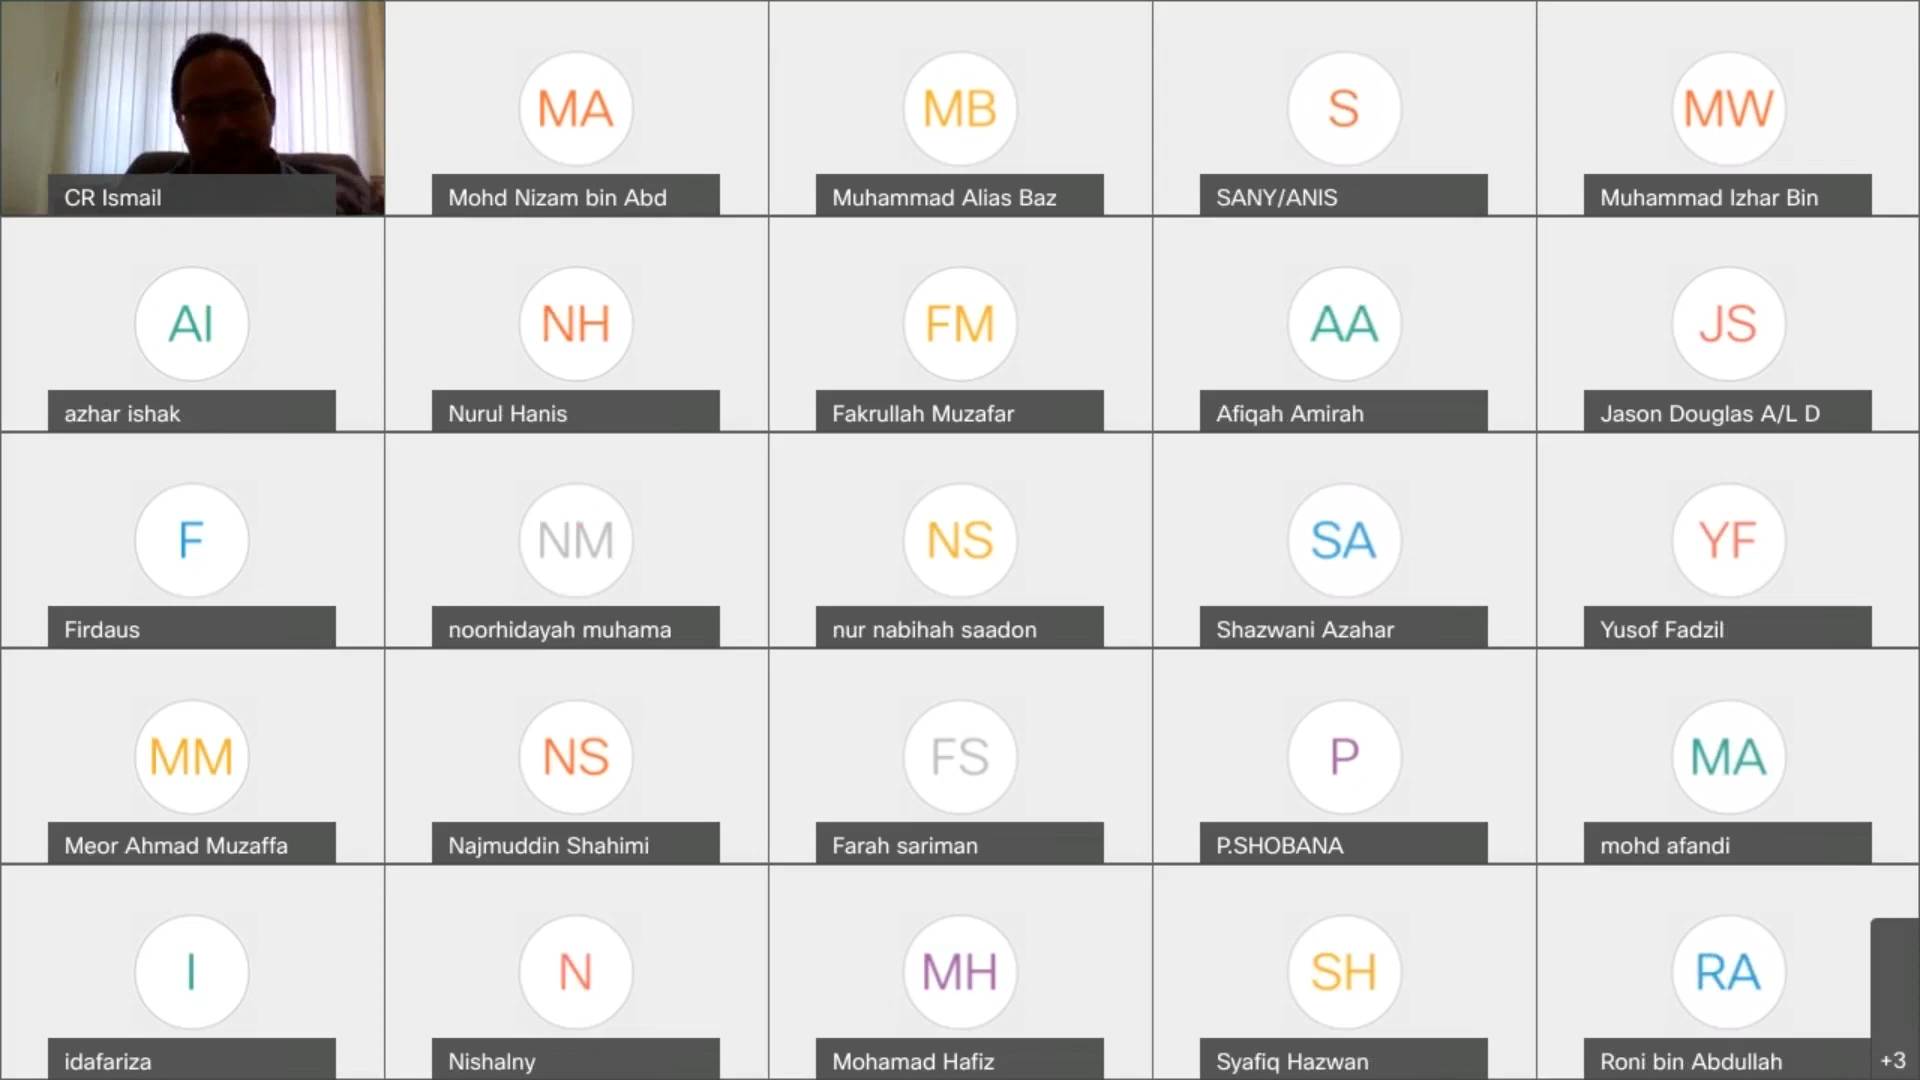 CR Ismail
MA
Mohd Nizam bin Abd
MB
Muhammad Alias Baz
S
SANY/ANIS
MW
Muhammad Izhar Bin
AI
azhar ishak
NH
Nurul Hanis
FM
Fakrullah Muzafar
AA
Afiqah Amirah
JS
Jason Douglas A/L D
F
Firdaus
NM
noorhidayah muhama
NS
nur nabihah saadon
SA
Shazwani Azahar
YF
Yusof Fadzil
MM
Meor Ahmad Muzaffa
NS
Najmuddin Shahimi
FS
Farah sariman
P
P.SHOBANA
MA
mohd afandi
I
idafariza
N
Nishalny
MH
Mohamad Hafiz
SH
Syafiq Hazwan
RA
Roni bin Abdullah
+3